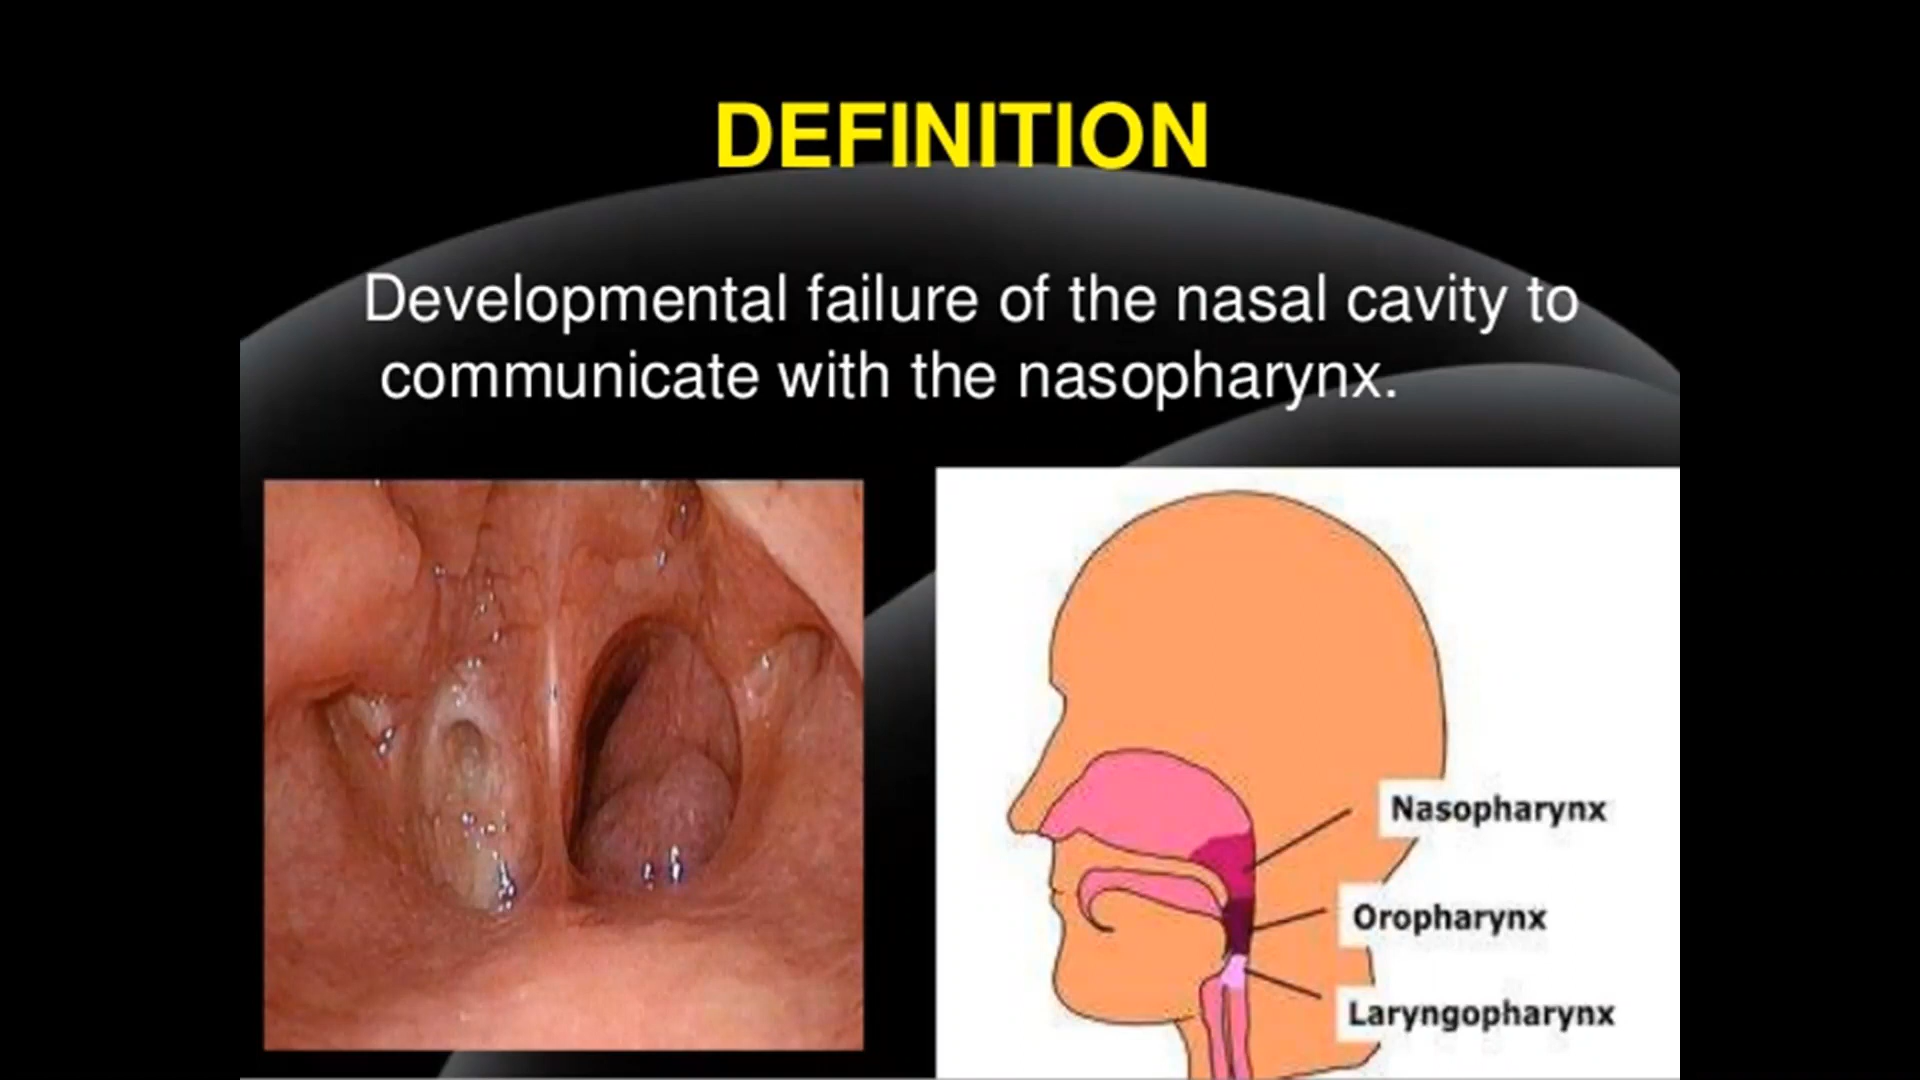 DEFINITION
Developmental failure of the nasal cavity to
communicate with the nasopharynx.
Nasopharynx
Oropharynx
Laryngopharynx